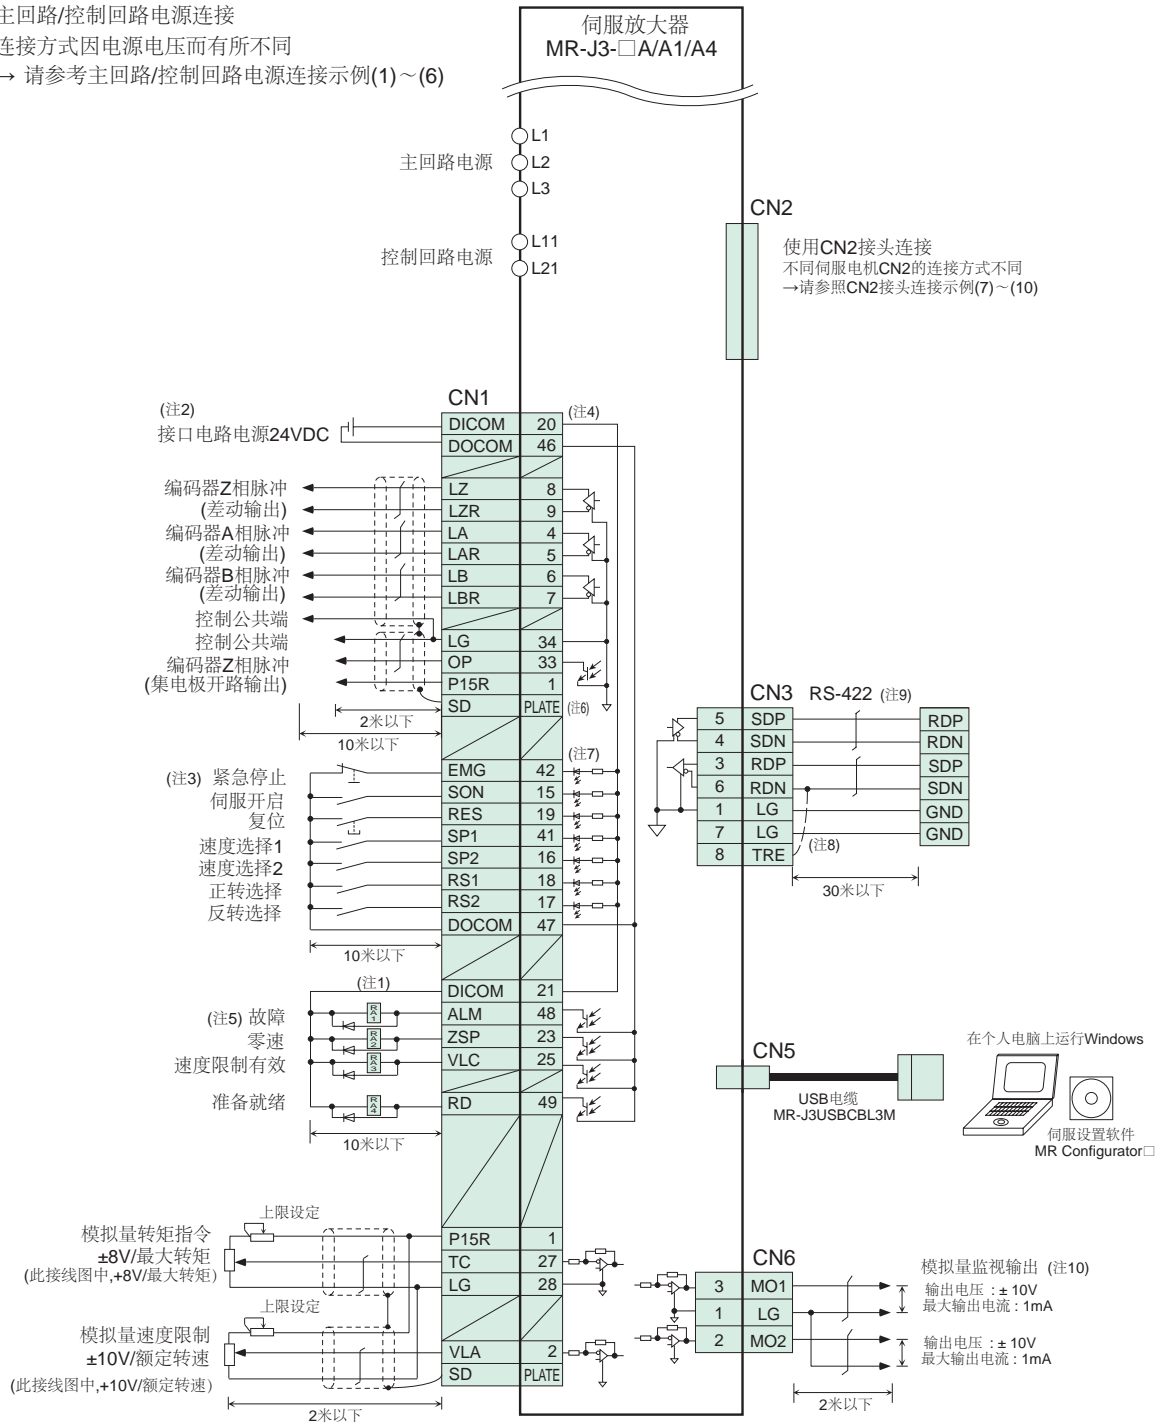 主回路/控制回路电源连接
连接方式因电源电压而有所不同
→ 请参考主回路/控制回路电源连接示例(1)～(6)
伺服放大器
MR-J3-□A/A1/A4
主回路电源
L1
L2
L3
控制回路电源
L11
L21
CN2
使用CN2接头连接
不同伺服电机CN2的连接方式不同
→请参照CN2接头连接示例(7)～(10)
CN1
(注2)
接口电路电源24VDC
DICOM 20 (注4)
DOCOM 46
编码器Z相脉冲 LZ 8
(差动输出) LZR 9
编码器A相脉冲 LA 4
(差动输出) LAR 5
编码器B相脉冲 LB 6
(差动输出) LBR 7
控制公共端
控制公共端 LG 34
编码器Z相脉冲 OP 33
(集电极开路输出) P15R 1
SD PLATE (注6)
2米以下
10米以下
(注7)
(注3) 紧急停止 EMG 42
伺服开启 SON 15
复位 RES 19
速度选择1 SP1 41
速度选择2 SP2 16
正转选择 RS1 18
反转选择 RS2 17
DOCOM 47
10米以下
(注1)
DICOM 21
(注5) 故障 RA1 ALM 48
零速 RA2 ZSP 23
速度限制有效 RA3 VLC 25
准备就绪 RA4 RD 49
10米以下
上限设定
模拟量转矩指令 P15R 1
±8V/最大转矩 TC 27
(此接线图中,+8V/最大转矩) LG 28
上限设定
模拟量速度限制
±10V/额定转速 VLA 2
(此接线图中,+10V/额定转速) SD PLATE
2米以下
CN3 RS-422 (注9)
5 SDP RDP
4 SDN RDN
3 RDP SDP
6 RDN SDN
1 LG GND
7 LG GND
8 TRE (注8)
30米以下
CN5
USB电缆
MR-J3USBCBL3M
在个人电脑上运行Windows
伺服设置软件
MR Configurator□
CN6
模拟量监视输出 (注10)
3 MO1
输出电压 : ± 10V
最大输出电流 : 1mA
1 LG
2 MO2
输出电压 : ± 10V
最大输出电流 : 1mA
2米以下